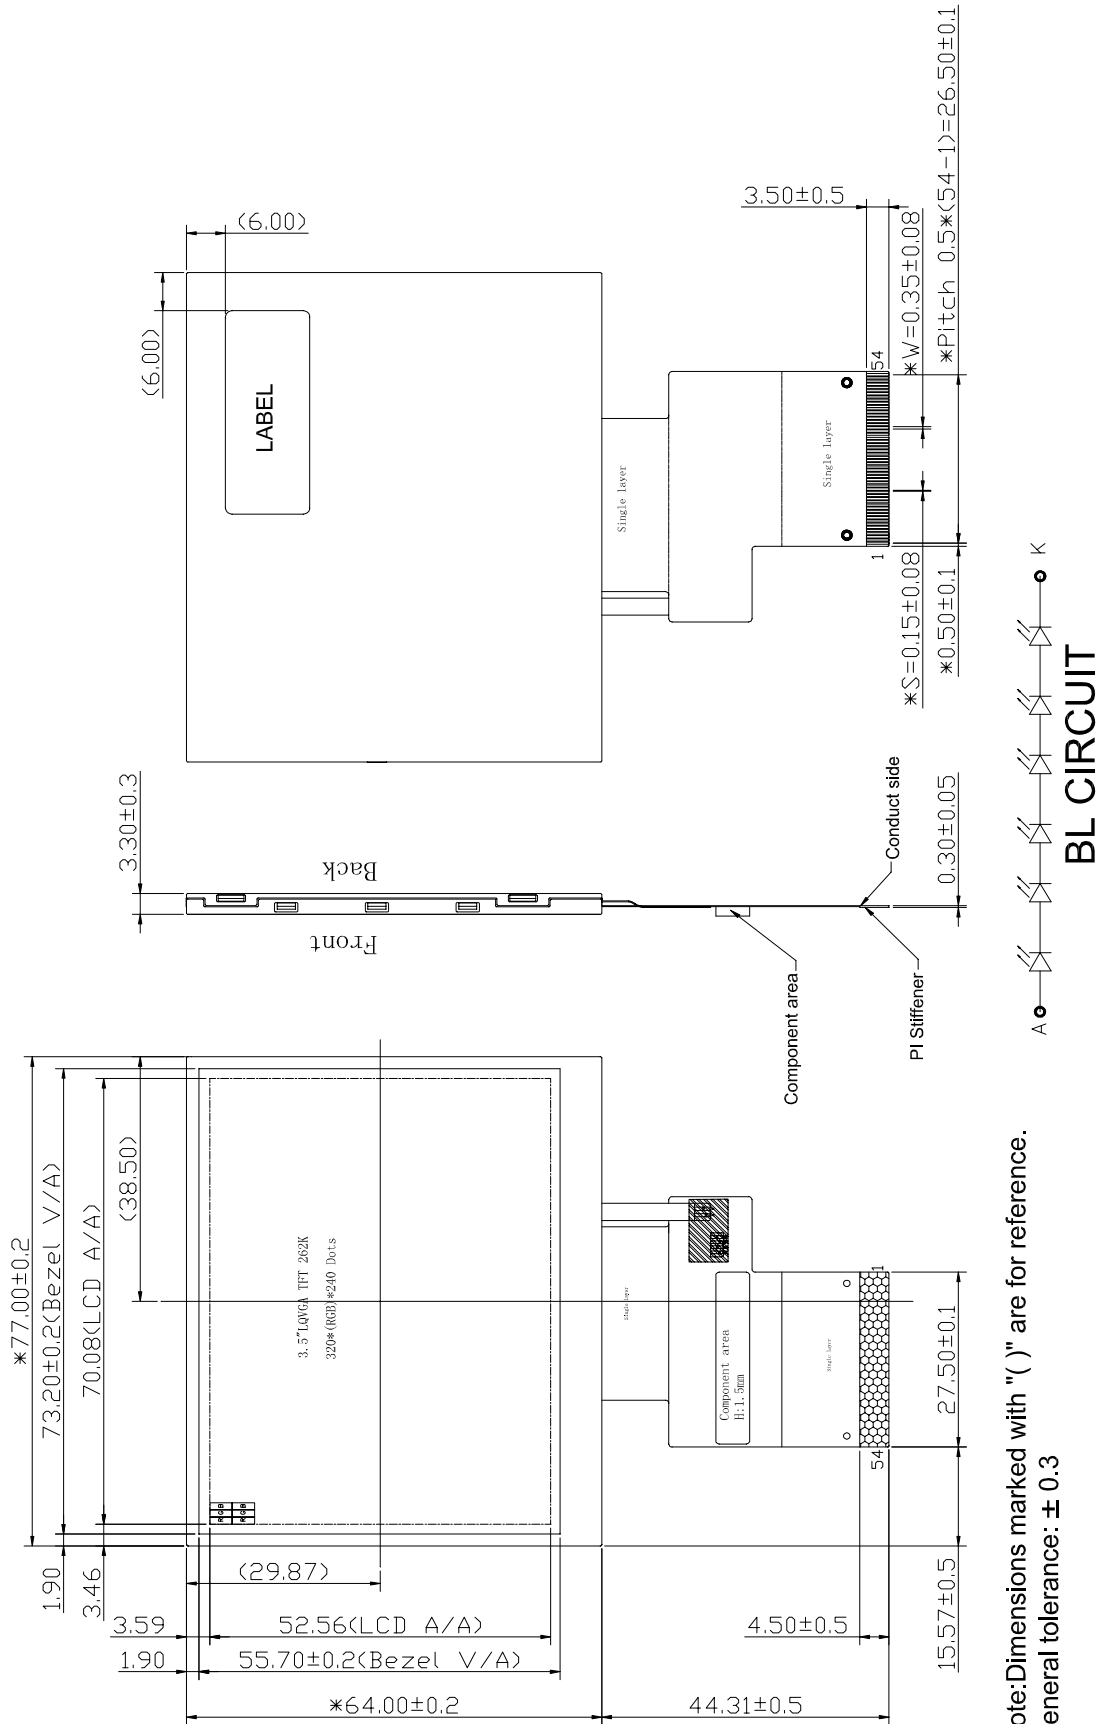 *77.00±0.2
73.20±0.2(Bezel V/A)
70.08(LCD A/A)
(38.50)
1.90
3.46
(29.87)
3.59
52.56(LCD A/A)
1.90
55.70±0.2(Bezel V/A)
*64.00±0.2
44.31±0.5
4.50±0.5
15.57±0.5
27.50±0.1
R G B
R G B
3.5"LQVGA TFT 262K
320*(RGB)*240 Dots
Single layer
Component area
H:1.5mm
Single layer
54
1
3.30±0.3
Front
Back
Component area
PI Stiffener
Conduct side
0.30±0.05
(6.00)
(6.00)
LABEL
Single layer
Single layer
1
54
3.50±0.5
*W=0.35±0.08
*Pitch 0.5*(54-1)=26.50±0.1
*S=0.15±0.08
*0.50±0.1
A
K
BL CIRCUIT
ote:Dimensions marked with "( )" are for reference.
eneral tolerance: ± 0.3